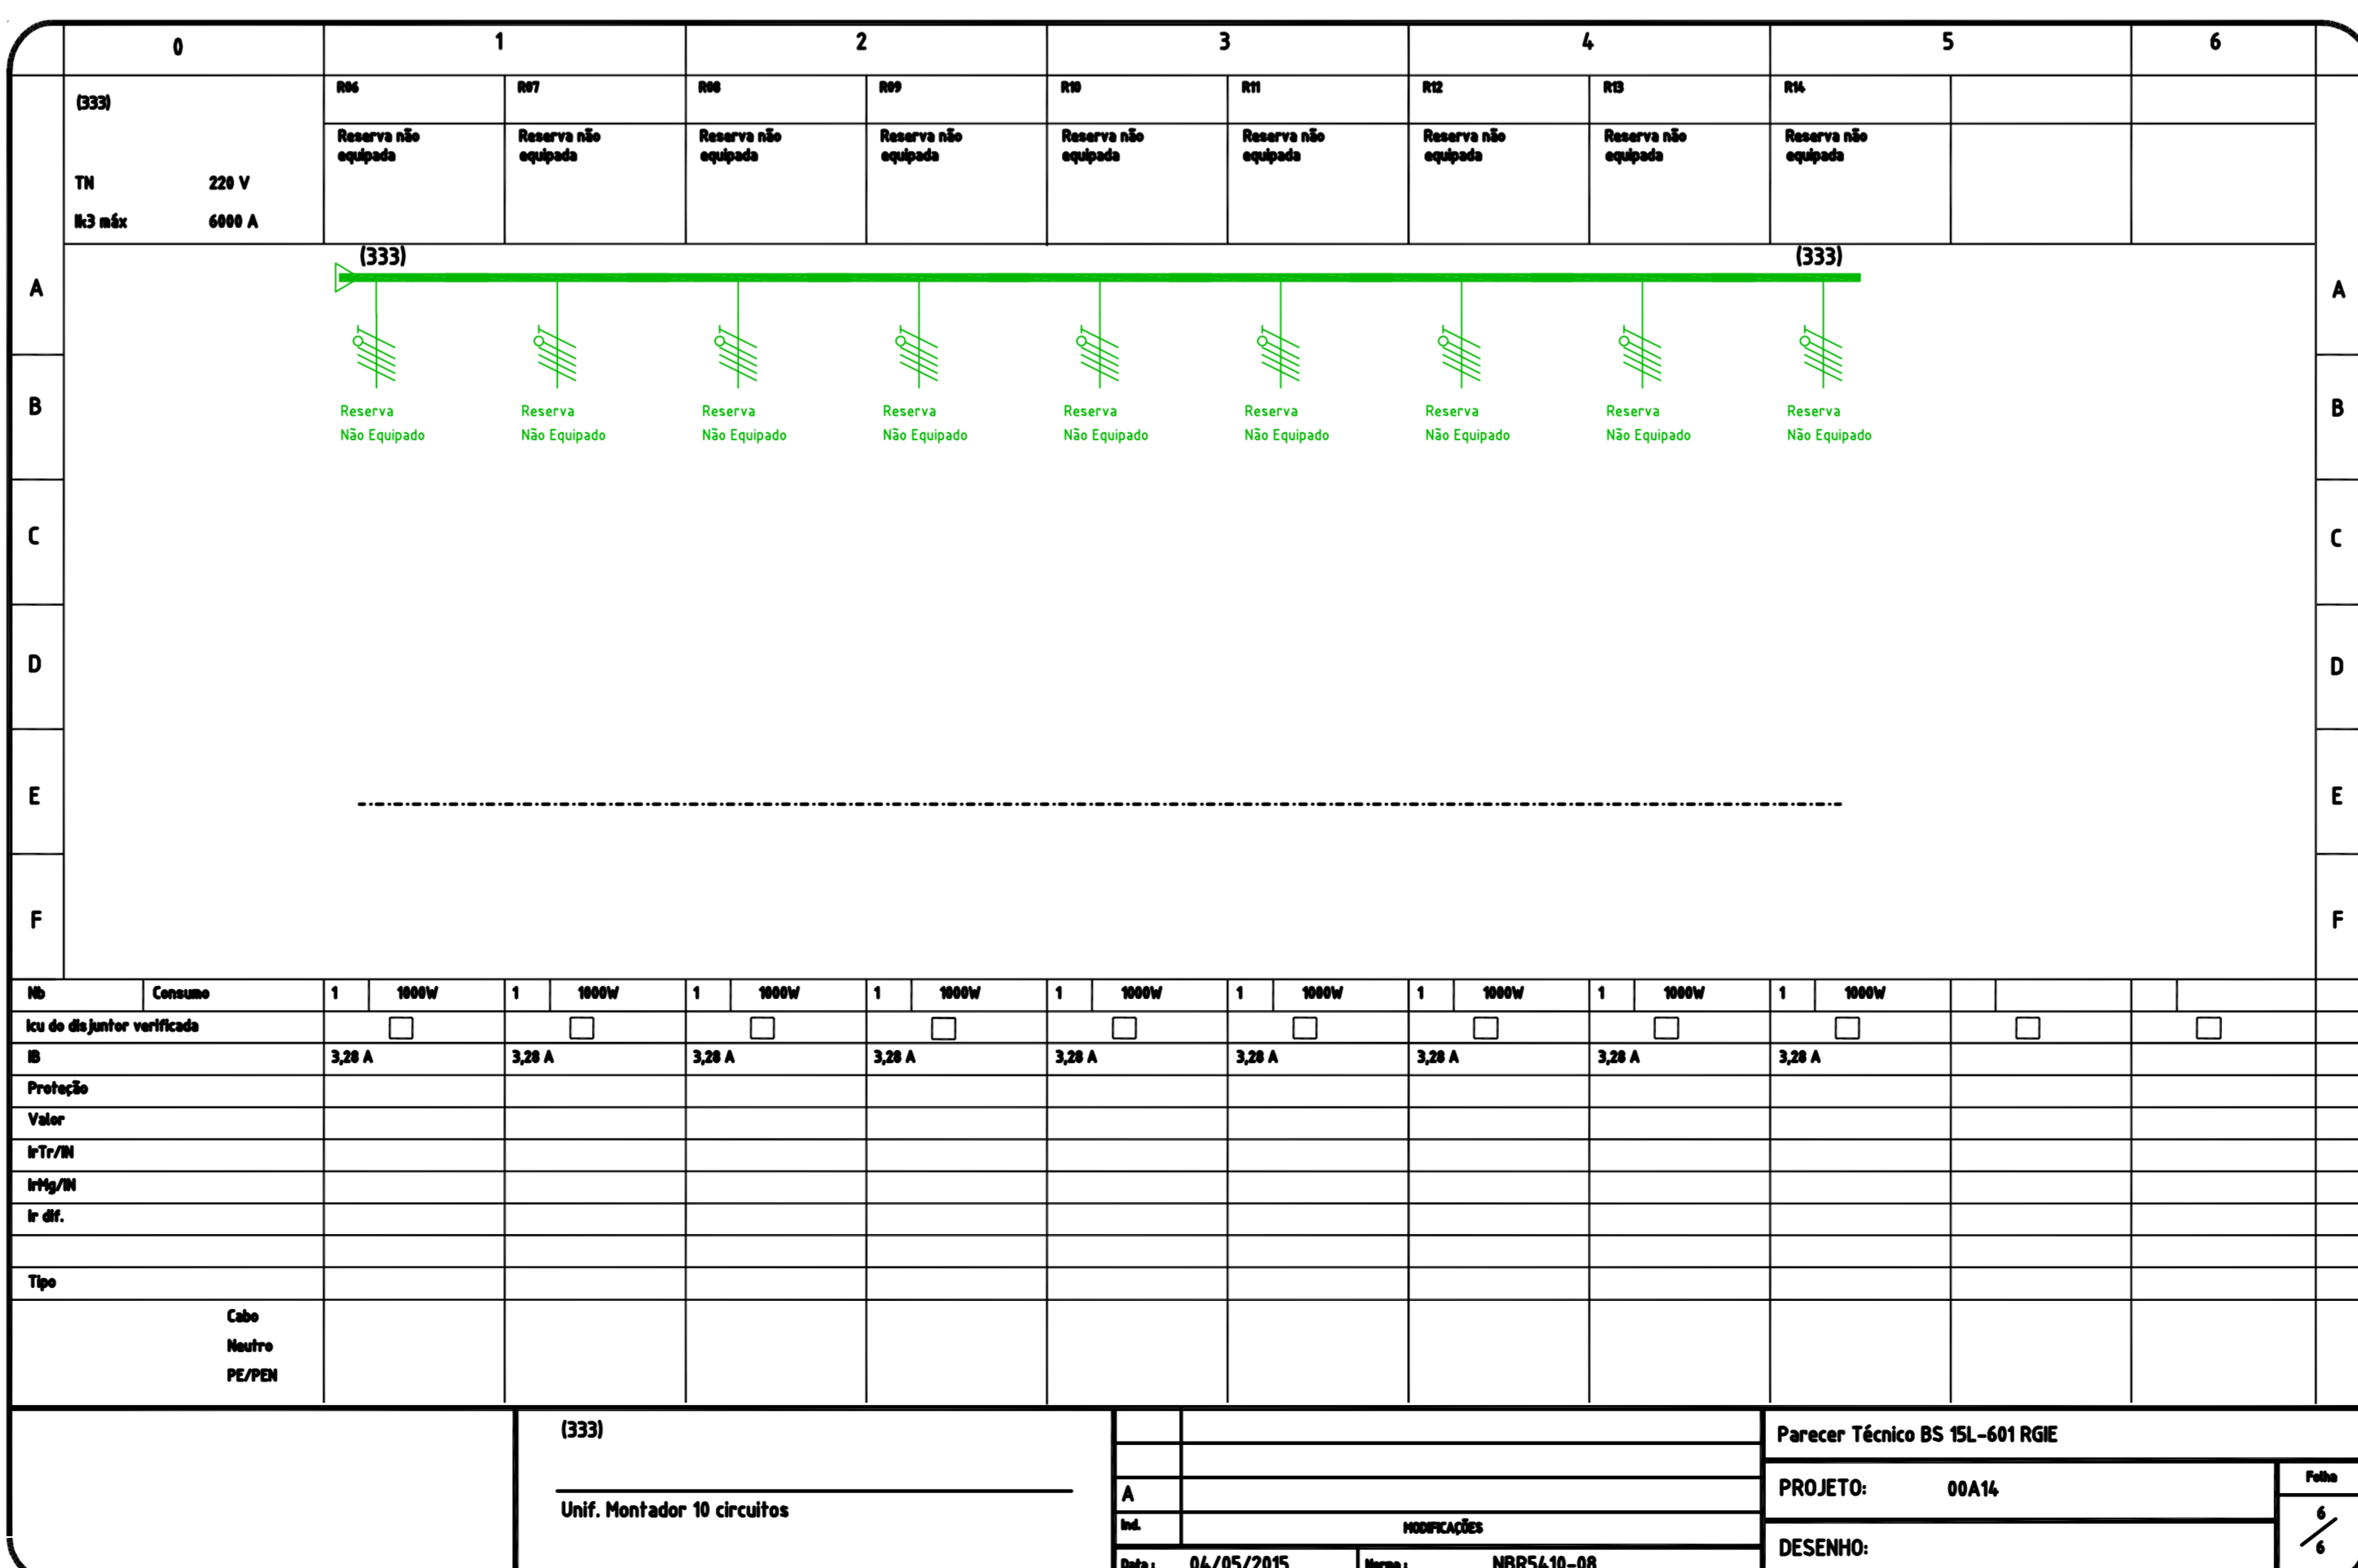 0 1 2 3 4 5 6
(333) R06 R07 R08 R09 R10 R11 R12 R13 R14
Reserva não Reserva não Reserva não Reserva não Reserva não Reserva não Reserva não Reserva não Reserva não
equipada equipada equipada equipada equipada equipada equipada equipada equipada
TN 220 V
Ik3 máx 6000 A
(333) (333)
A A
B B
Reserva Reserva Reserva Reserva Reserva Reserva Reserva Reserva Reserva
Não Equipado Não Equipado Não Equipado Não Equipado Não Equipado Não Equipado Não Equipado Não Equipado Não Equipado
C C
D D
E E
F F
Nb Consumo 1 1000W 1 1000W 1 1000W 1 1000W 1 1000W 1 1000W 1 1000W 1 1000W 1 1000W
Icu do disjuntor verificada
IB 3,28 A 3,28 A 3,28 A 3,28 A 3,28 A 3,28 A 3,28 A 3,28 A 3,28 A
Proteção
Valor
IrTr/IN
IrMg/IN
Ir dif.
Tipo
Cabo
Neutro
PE/PEN
(333)
Unif. Montador 10 circuitos
A
Ind. MODIFICAÇÕES
Data : 04/05/2015 Norma : NBR5410-08
Parecer Técnico BS 15L-601 RGIE
PROJETO: 00A14
DESENHO:
Folha
6
6